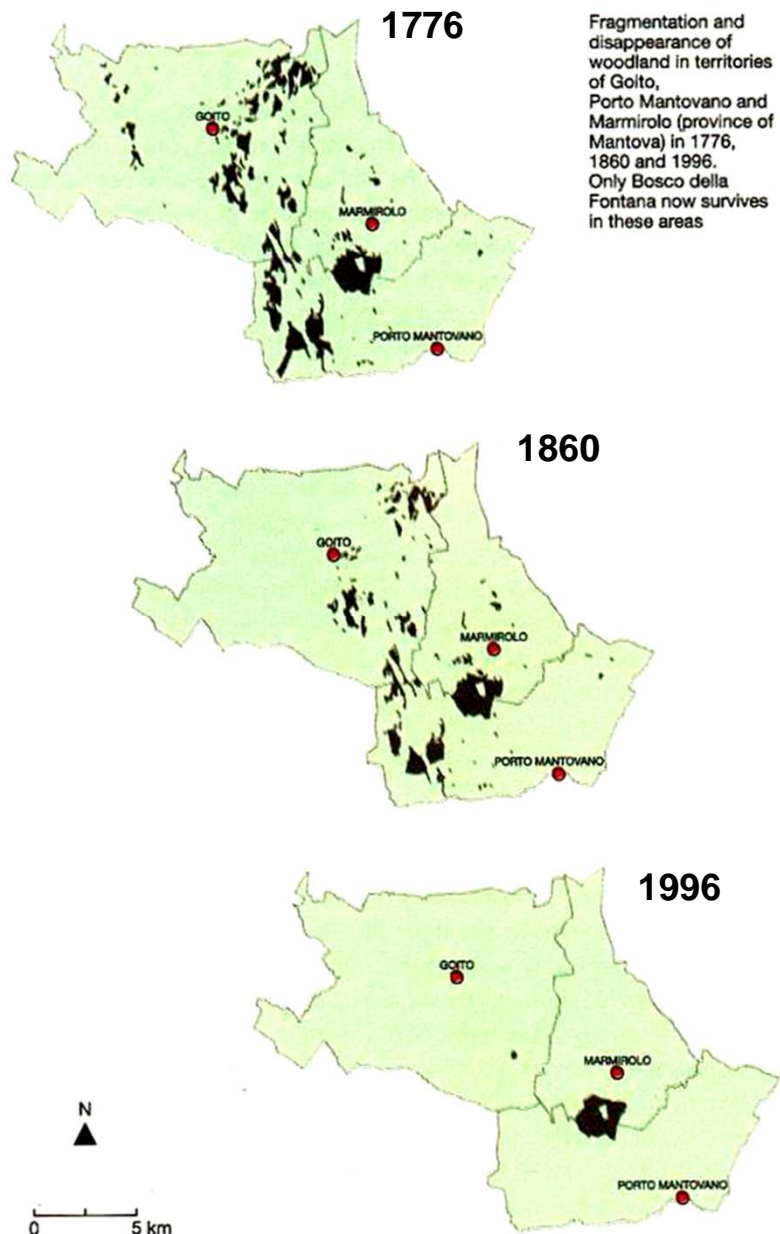 1776
Fragmentation and
disappearance of
woodland in territories
of Goito,
Porto Mantovano and
Marmirolo (province of
Mantova) in 1776,
1860 and 1996.
Only Bosco della
Fontana now survives
in these areas
GOITO
MARMIROLO
PORTO MANTOVANO
1860
GOITO
MARMIROLO
PORTO MANTOVANO
1996
GOITO
MARMIROLO
PORTO MANTOVANO
N
0 5 km